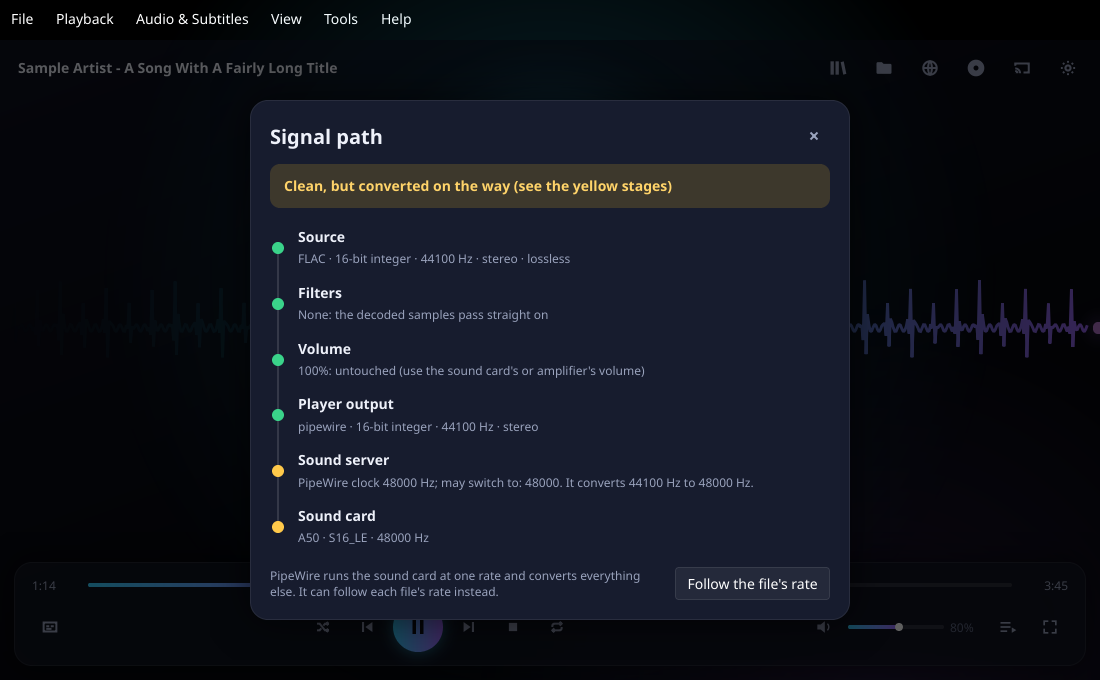 File Playback Audio & Subtitles View Tools Help
Sample Artist - A Song With A Fairly Long Title
Signal path
×
Clean, but converted on the way (see the yellow stages)
Source
FLAC · 16-bit integer · 44100 Hz · stereo · lossless
Filters
None: the decoded samples pass straight on
Volume
100%: untouched (use the sound card's or amplifier's volume)
Player output
pipewire · 16-bit integer · 44100 Hz · stereo
Sound server
PipeWire clock 48000 Hz; may switch to: 48000. It converts 44100 Hz to 48000 Hz.
Sound card
A50 · S16_LE · 48000 Hz
PipeWire runs the sound card at one rate and converts everything
else. It can follow each file's rate instead.
Follow the file's rate
1:14
3:45
80%